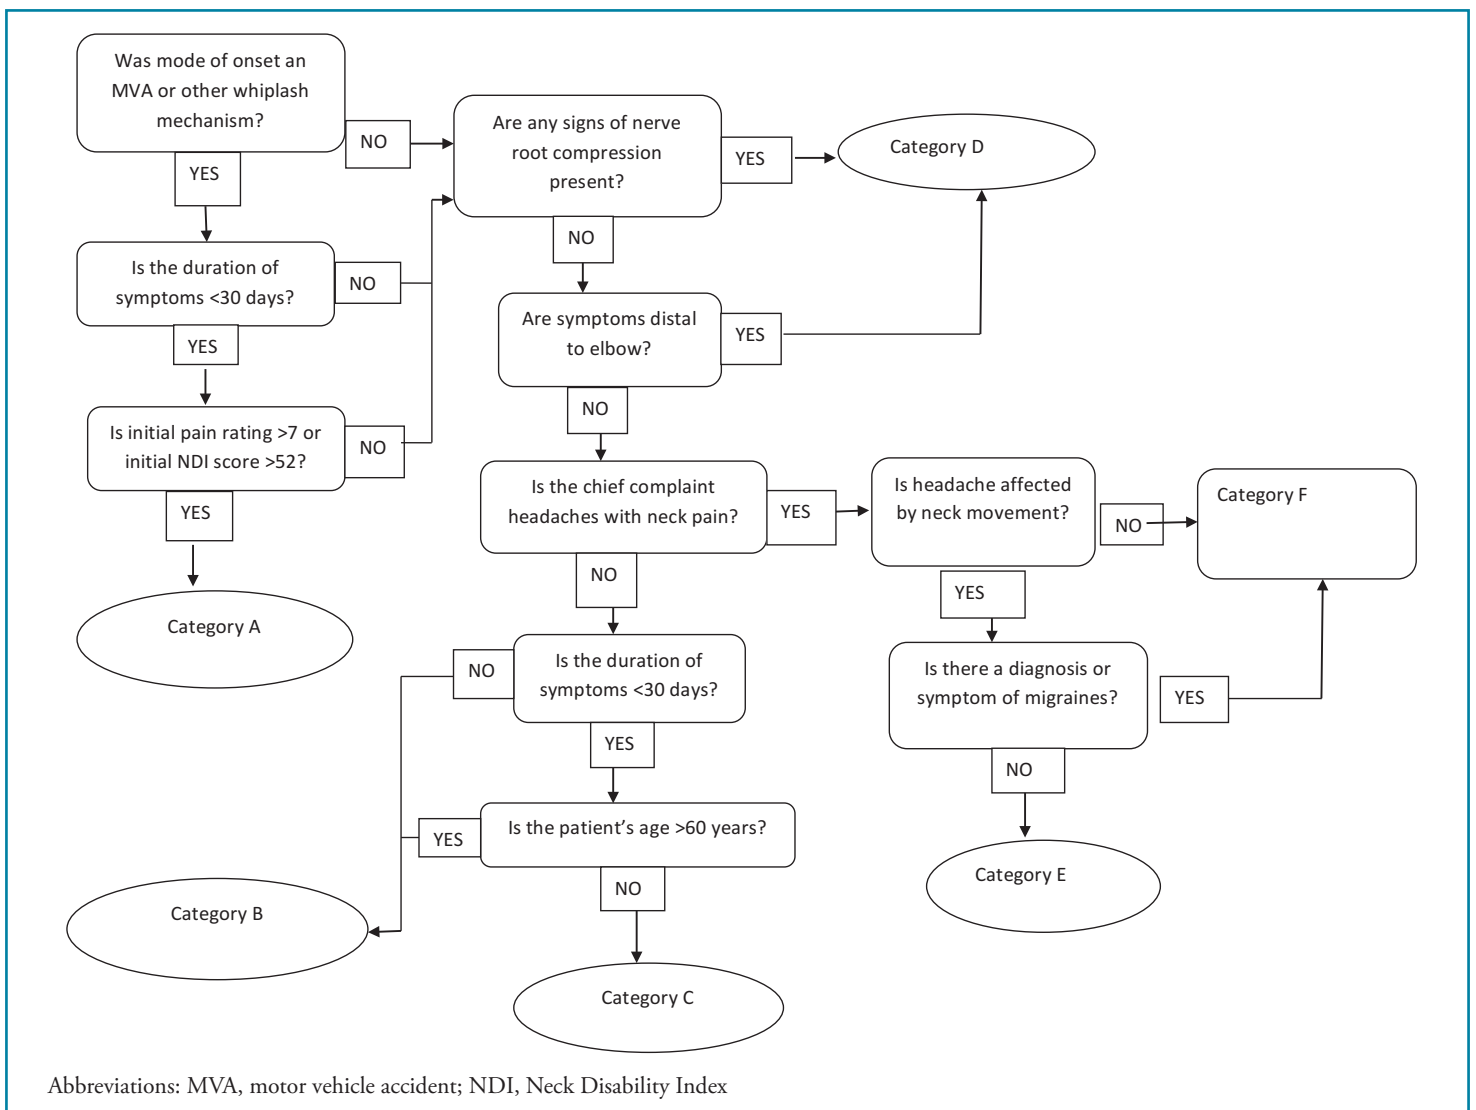 Was mode of onset an
MVA or other whiplash
mechanism?
NO
YES
Are any signs of nerve
root compression
present?
YES
NO
Category D
Is the duration of
symptoms <30 days?
NO
YES
Are symptoms distal
to elbow?
YES
NO
Is initial pain rating >7 or
initial NDI score >52?
NO
YES
Category A
Is the chief complaint
headaches with neck pain?
YES
NO
Is headache affected
by neck movement?
NO
YES
Category F
Is the duration of
symptoms <30 days?
NO
YES
Is there a diagnosis or
symptom of migraines?
YES
NO
Is the patient’s age >60 years?
YES
NO
Category E
Category B
Category C
Abbreviations: MVA, motor vehicle accident; NDI, Neck Disability Index